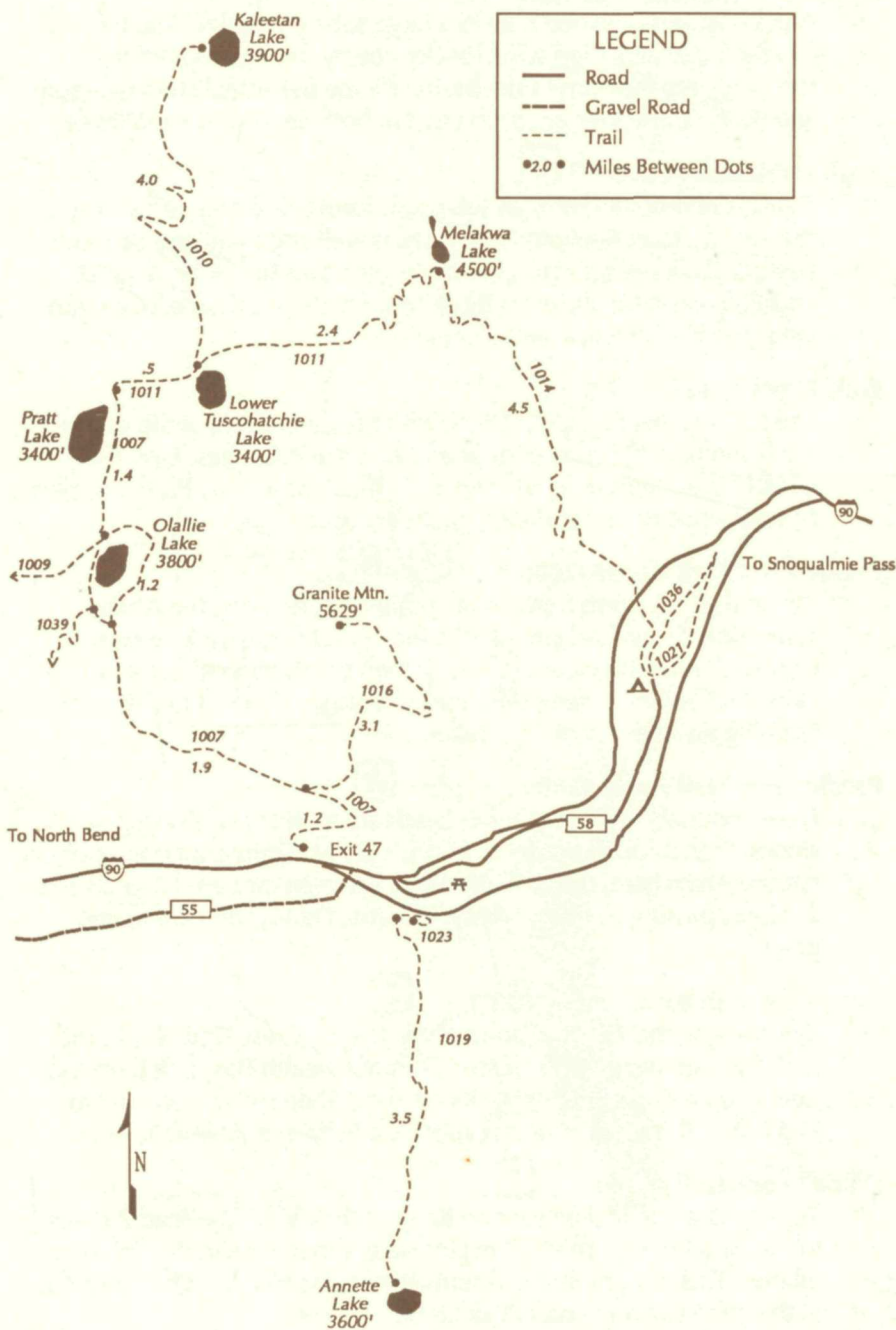 Kaleetan
Lake
3900'
LEGEND
Road
Gravel Road
Trail
2.0 Miles Between Dots
4.0
1010
Melakwa
Lake
4500'
2.4
1011
.5
1011
1014
4.5
Lower
Tuscohatchie
Lake
3400'
Pratt
Lake
3400'
1007
1.4
Olallie
Lake
3800'
1009
1.2
1039
90
To Snoqualmie Pass
Granite Mtn.
5629'
1036
1021
1016
3.1
1007
1.9
1007
1.2
To North Bend
Exit 47
58
90
55
1023
1019
3.5
N
Annette
Lake
3600'